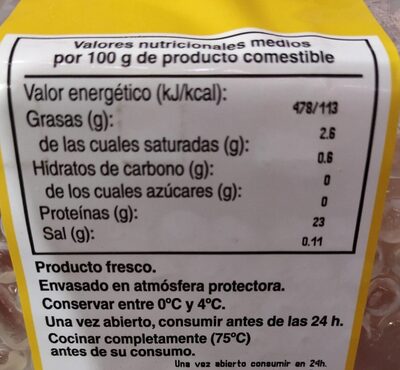 Valores nutricionales medios
por 100 g de producto comestible
Valor energético (kJ/kcal): 478/113
Grasas (g): 2.6
de las cuales saturadas (g): 0.6
Hidratos de carbono (g): 0
de los cuales azúcares (g): 0
Proteínas (g): 23
Sal (g): 0.11
Producto fresco.
Envasado en atmósfera protectora.
Conservar entre 0ºC y 4ºC.
Una vez abierto, consumir antes de las 24 h.
Cocinar completamente (75ºC)
antes de su consumo.
Una vez abierto consumir en 24h.